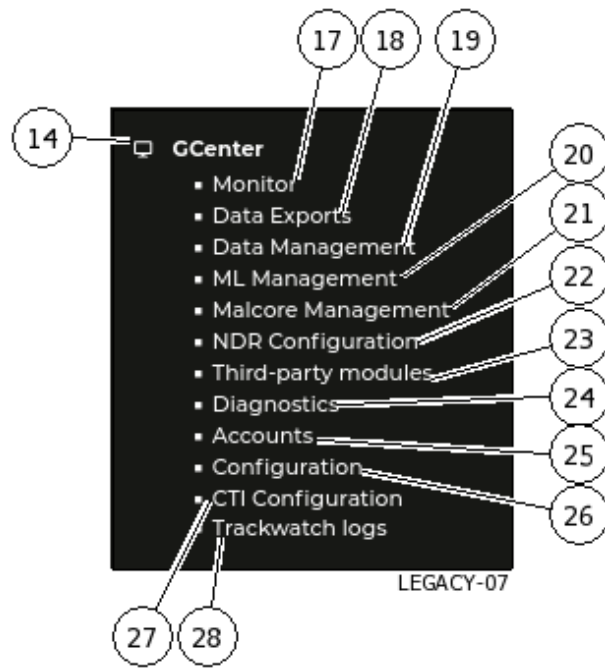 17 18 19
14 GCenter
Monitor
20
Data Exports
21
Data Management
ML Management
22
Malcore Management
NDR Configuration
23
Third-party modules
24
Diagnostics
Accounts
25
Configuration
CTI Configuration
26
Trackwatch logs
LEGACY-07
27 28